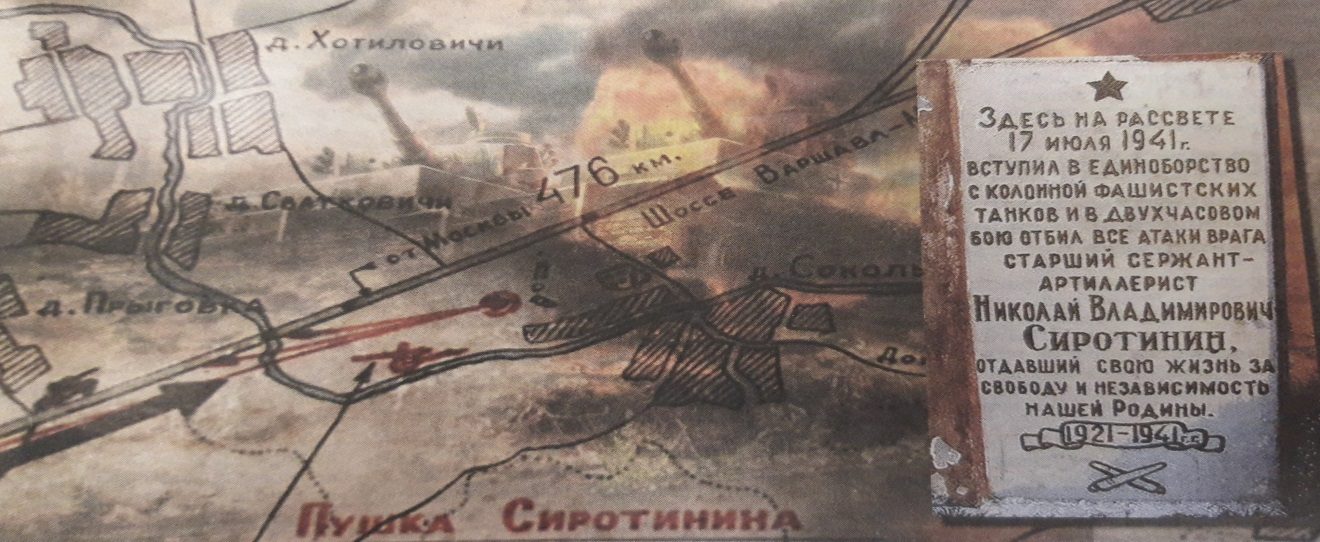 д. Хотиловичи
д. Сватковичи
от Москвы 476 км.
Шоссе Варшава-
д. Прыговка
д. Соколь
Пушка Сиротинина
Здесь на рассвете
17 июля 1941г.
вступил в единоборство
с колонной фашистских
танков и в двухчасовом
бою отбил все атаки врага
старший сержант-
артиллерист
Николай Владимирович
Сиротинин,
отдавший свою жизнь за
свободу и независимость
нашей Родины.
1921-1941г.г.